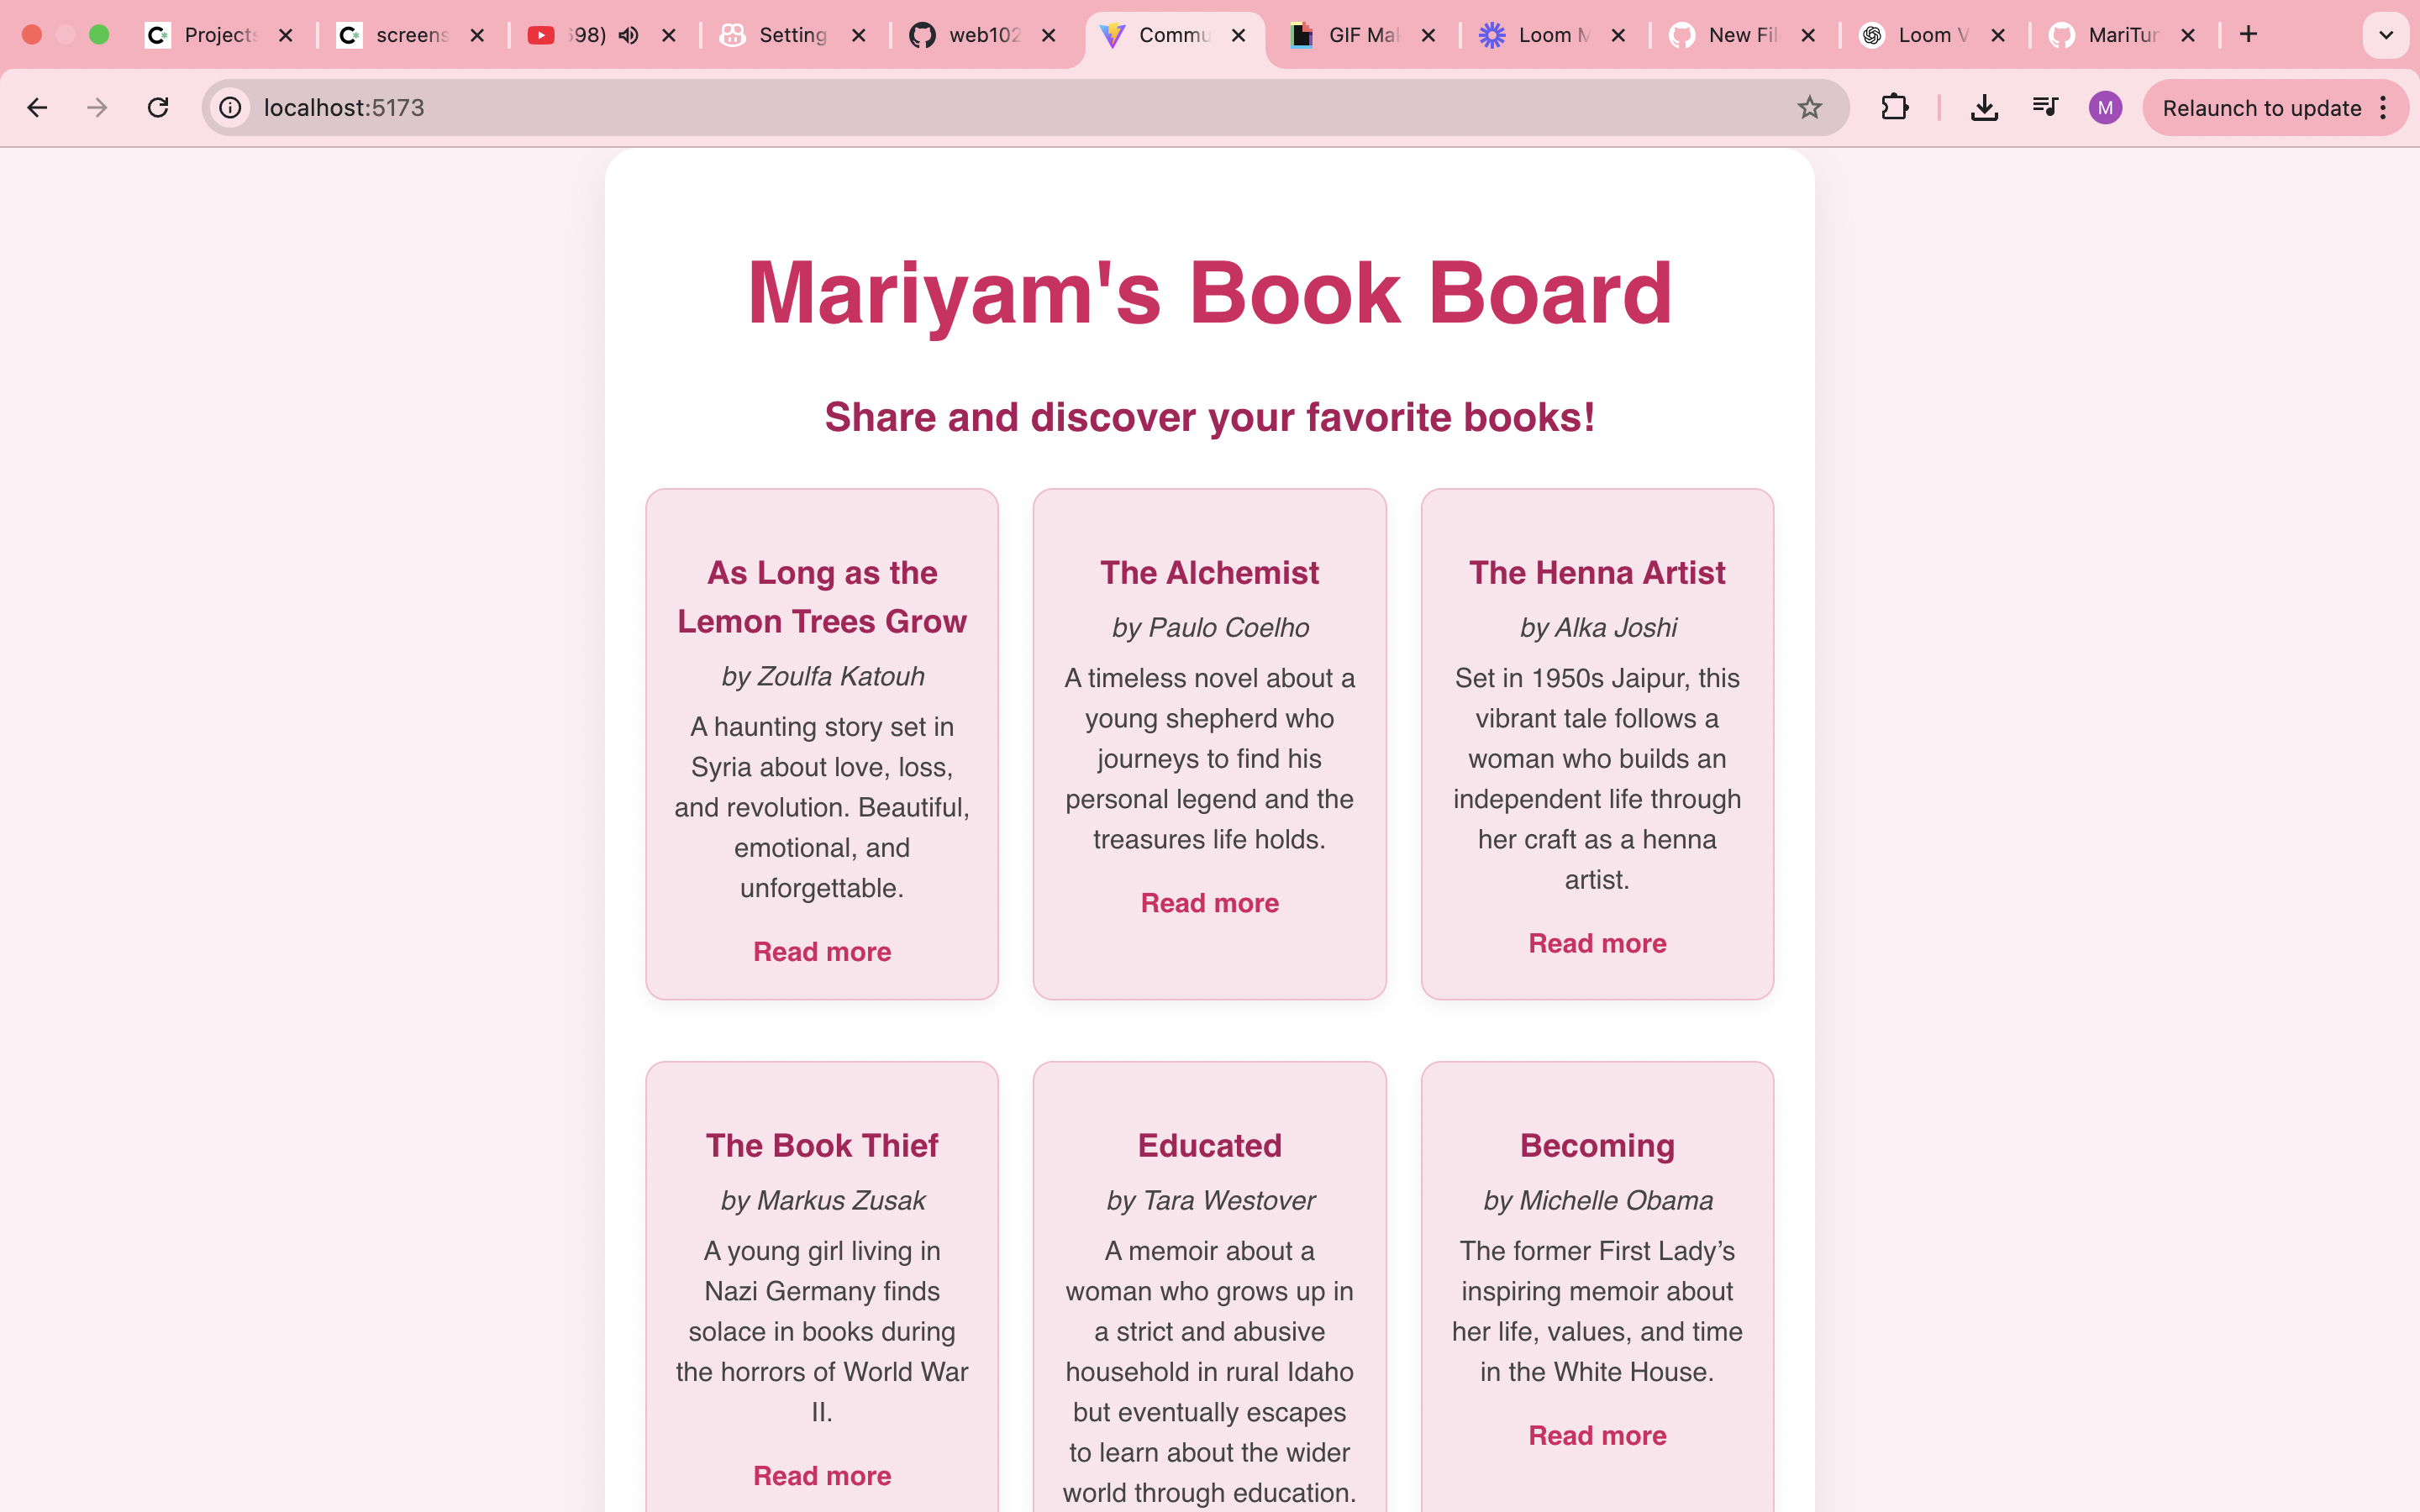 Projects
screens
698)
Setting
web102
Commu
GIF Mak
Loom M
New Fil
Loom V
MariTur
localhost:5173
M
Relaunch to update
Mariyam's Book Board
Share and discover your favorite books!
As Long as the
Lemon Trees Grow
by Zoulfa Katouh
A haunting story set in
Syria about love, loss,
and revolution. Beautiful,
emotional, and
unforgettable.
Read more
The Alchemist
by Paulo Coelho
A timeless novel about a
young shepherd who
journeys to find his
personal legend and the
treasures life holds.
Read more
The Henna Artist
by Alka Joshi
Set in 1950s Jaipur, this
vibrant tale follows a
woman who builds an
independent life through
her craft as a henna
artist.
Read more
The Book Thief
by Markus Zusak
A young girl living in
Nazi Germany finds
solace in books during
the horrors of World War
II.
Read more
Educated
by Tara Westover
A memoir about a
woman who grows up in
a strict and abusive
household in rural Idaho
but eventually escapes
to learn about the wider
world through education.
Becoming
by Michelle Obama
The former First Lady’s
inspiring memoir about
her life, values, and time
in the White House.
Read more